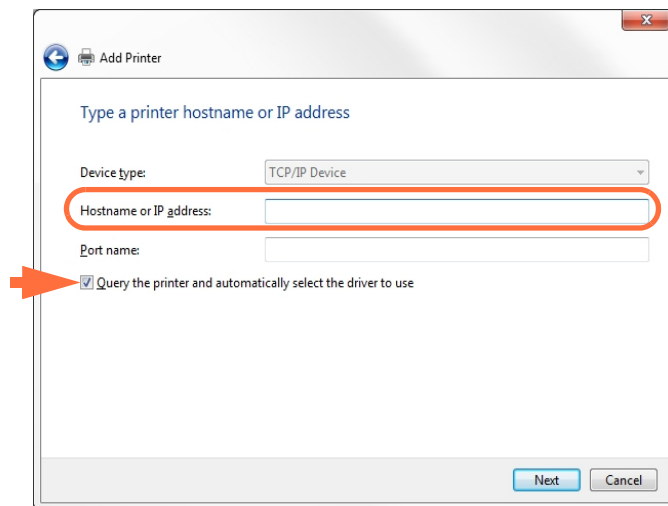 Add Printer
Type a printer hostname or IP address
Device type: TCP/IP Device
Hostname or IP address:
Port name:
Query the printer and automatically select the driver to use
Next Cancel